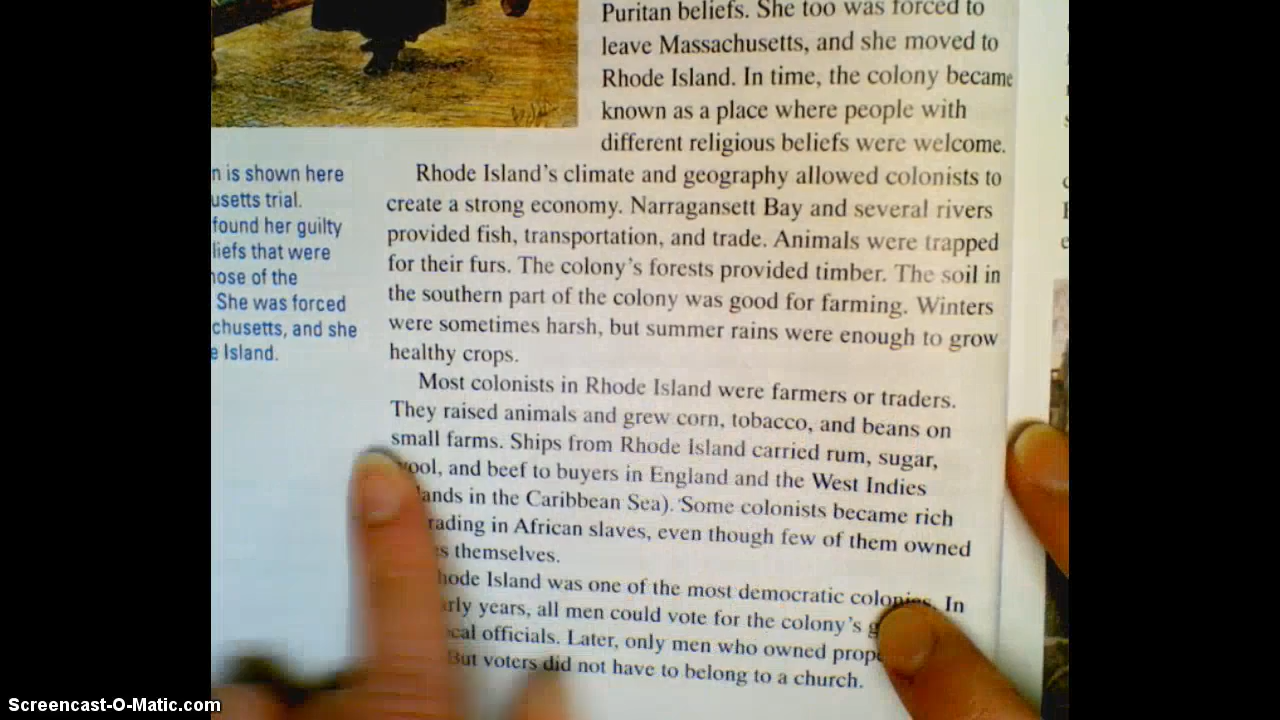 Puritan beliefs. She too was forced to
leave Massachusetts, and she moved to
Rhode Island. In time, the colony became
known as a place where people with
different religious beliefs were welcome.
n is shown here
usetts trial.
found her guilty
liefs that were
hose of the
She was forced
chusetts, and she
e Island.
Rhode Island's climate and geography allowed colonists to
create a strong economy. Narragansett Bay and several rivers
provided fish, transportation, and trade. Animals were trapped
for their furs. The colony's forests provided timber. The soil in
the southern part of the colony was good for farming. Winters
were sometimes harsh, but summer rains were enough to grow
healthy crops.
Most colonists in Rhode Island were farmers or traders.
They raised animals and grew corn, tobacco, and beans on
small farms. Ships from Rhode Island carried rum, sugar,
ool, and beef to buyers in England and the West Indies
lands in the Caribbean Sea). Some colonists became rich
rading in African slaves, even though few of them owned
s themselves.
hode Island was one of the most democratic colonies. In
rly years, all men could vote for the colony's g
cal officials. Later, only men who owned prope
But voters did not have to belong to a church.
Screencast-O-Matic.com